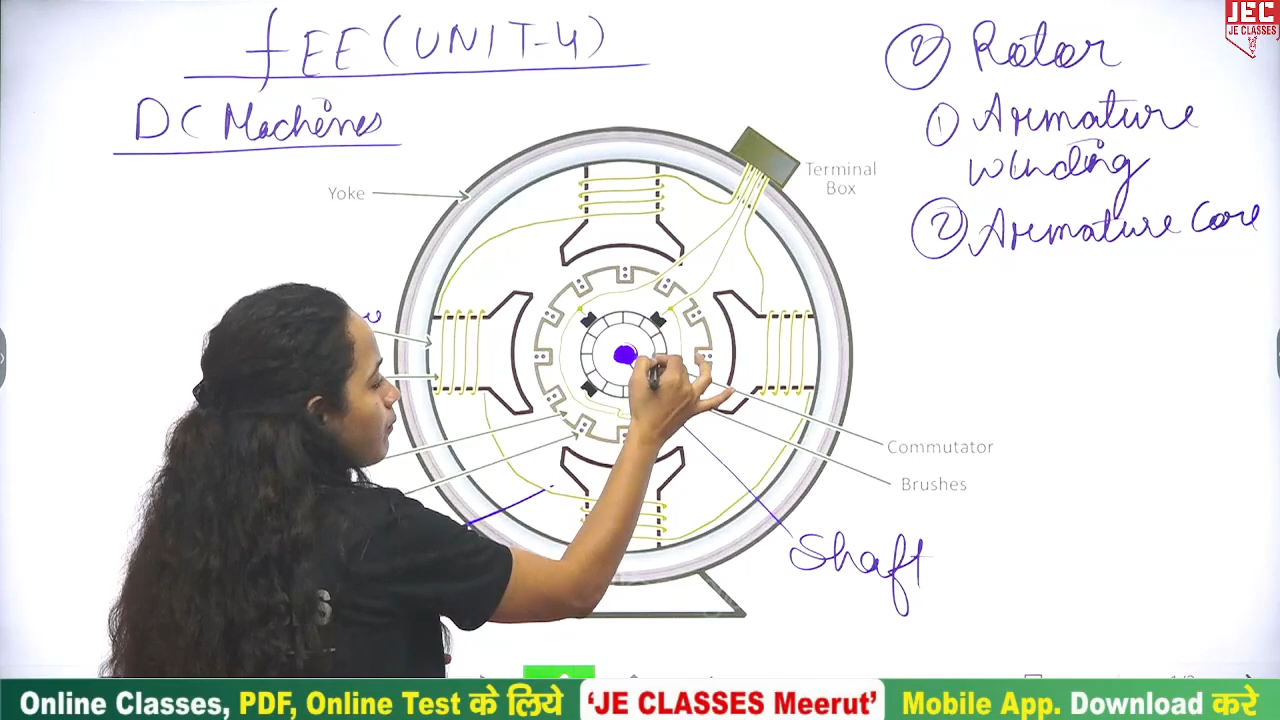 JEC
JE CLASSES
fEE (UNIT-4)
DC Machines
② Rotor
① Armature
winding
② Armature Core
Yoke
Terminal
Box
Commutator
Brushes
Shaft
Online Classes, PDF, Online Test के लिये 'JE CLASSES Meerut' Mobile App. Download करे